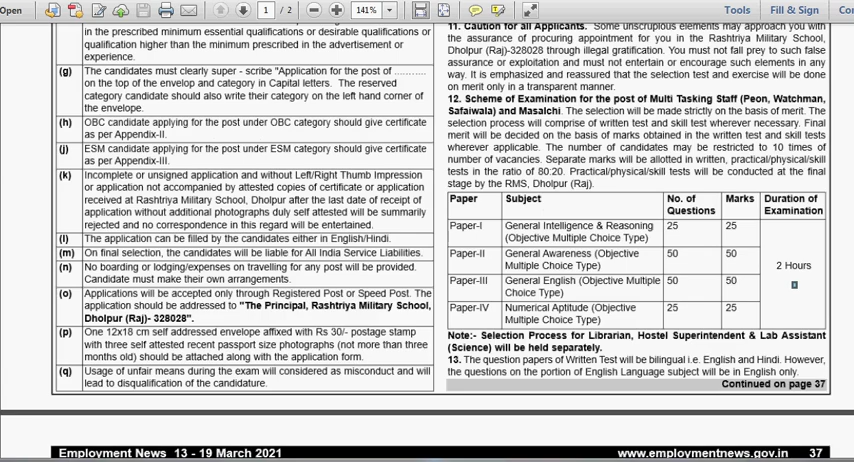 Open
1 / 2
141%
Tools
Fill & Sign
in the prescribed minimum essential qualifications or desirable qualifications or
qualification higher than the minimum prescribed in the advertisement or
experience.
(g) The candidates must clearly super - scribe "Application for the post of ...........
on the top of the envelop and category in Capital letters. The reserved
category candidate should also write their category on the left hand corner of
the envelope.
(h) OBC candidate applying for the post under OBC category should give certificate
as per Appendix-II.
(j) ESM candidate applying for the post under ESM category should give certificate
as per Appendix-III.
(k) Incomplete or unsigned application and without Left/Right Thumb Impression
or application not accompanied by attested copies of certificate or application
received at Rashtriya Military School, Dholpur after the last date of receipt of
application without additional photographs duly self attested will be summarily
rejected and no correspondence in this regard will be entertained.
(l) The application can be filled by the candidates either in English/Hindi.
(m) On final selection, the candidates will be liable for All India Service Liabilities.
(n) No boarding or lodging/expenses on travelling for any post will be provided.
Candidate must make their own arrangements.
(o) Applications will be accepted only through Registered Post or Speed Post. The
application should be addressed to "The Principal, Rashtriya Military School,
Dholpur (Raj)- 328028".
(p) One 12x18 cm self addressed envelope affixed with Rs 30/- postage stamp
with three self attested recent passport size photographs (not more than three
months old) should be attached along with the application form.
(q) Usage of unfair means during the exam will considered as misconduct and will
lead to disqualification of the candidature.
11. Caution for all Applicants. Some unscrupulous elements may approach you with
the assurance of procuring appointment for you in the Rashtriya Military School,
Dholpur (Raj)-328028 through illegal gratification. You must not fall prey to such false
assurance or exploitation and must not entertain or encourage such elements in any
way. It is emphasized and reassured that the selection test and exercise will be done
on merit only in a transparent manner.
12. Scheme of Examination for the post of Multi Tasking Staff (Peon, Watchman,
Safaiwala) and Masalchi. The selection will be made strictly on the basis of merit. The
selection process will comprise of written test and skill test wherever necessary. Final
merit will be decided on the basis of marks obtained in the written test and skill tests
wherever applicable. The number of candidates may be restricted to 10 times of
number of vacancies. Separate marks will be allotted in written, practical/physical/skill
tests in the ratio of 80:20. Practical/physical/skill tests will be conducted at the final
stage by the RMS, Dholpur (Raj).
Paper Subject No. of Marks Duration of
Questions Examination
Paper-I General Intelligence & Reasoning 25 25
(Objective Multiple Choice Type)
Paper-II General Awareness (Objective 50 50
Multiple Choice Type)
2 Hours
Paper-III General English (Objective Multiple 50 50
Choice Type)
Paper-IV Numerical Aptitude (Objective 25 25
Multiple Choice Type)
Note:- Selection Process for Librarian, Hostel Superintendent & Lab Assistant
(Science) will be held separately.
13. The question papers of Written Test will be bilingual i.e. English and Hindi. However,
the questions on the portion of English Language subject will be in English only.
Continued on page 37
Employment News 13 - 19 March 2021 www.employmentnews.gov.in 37